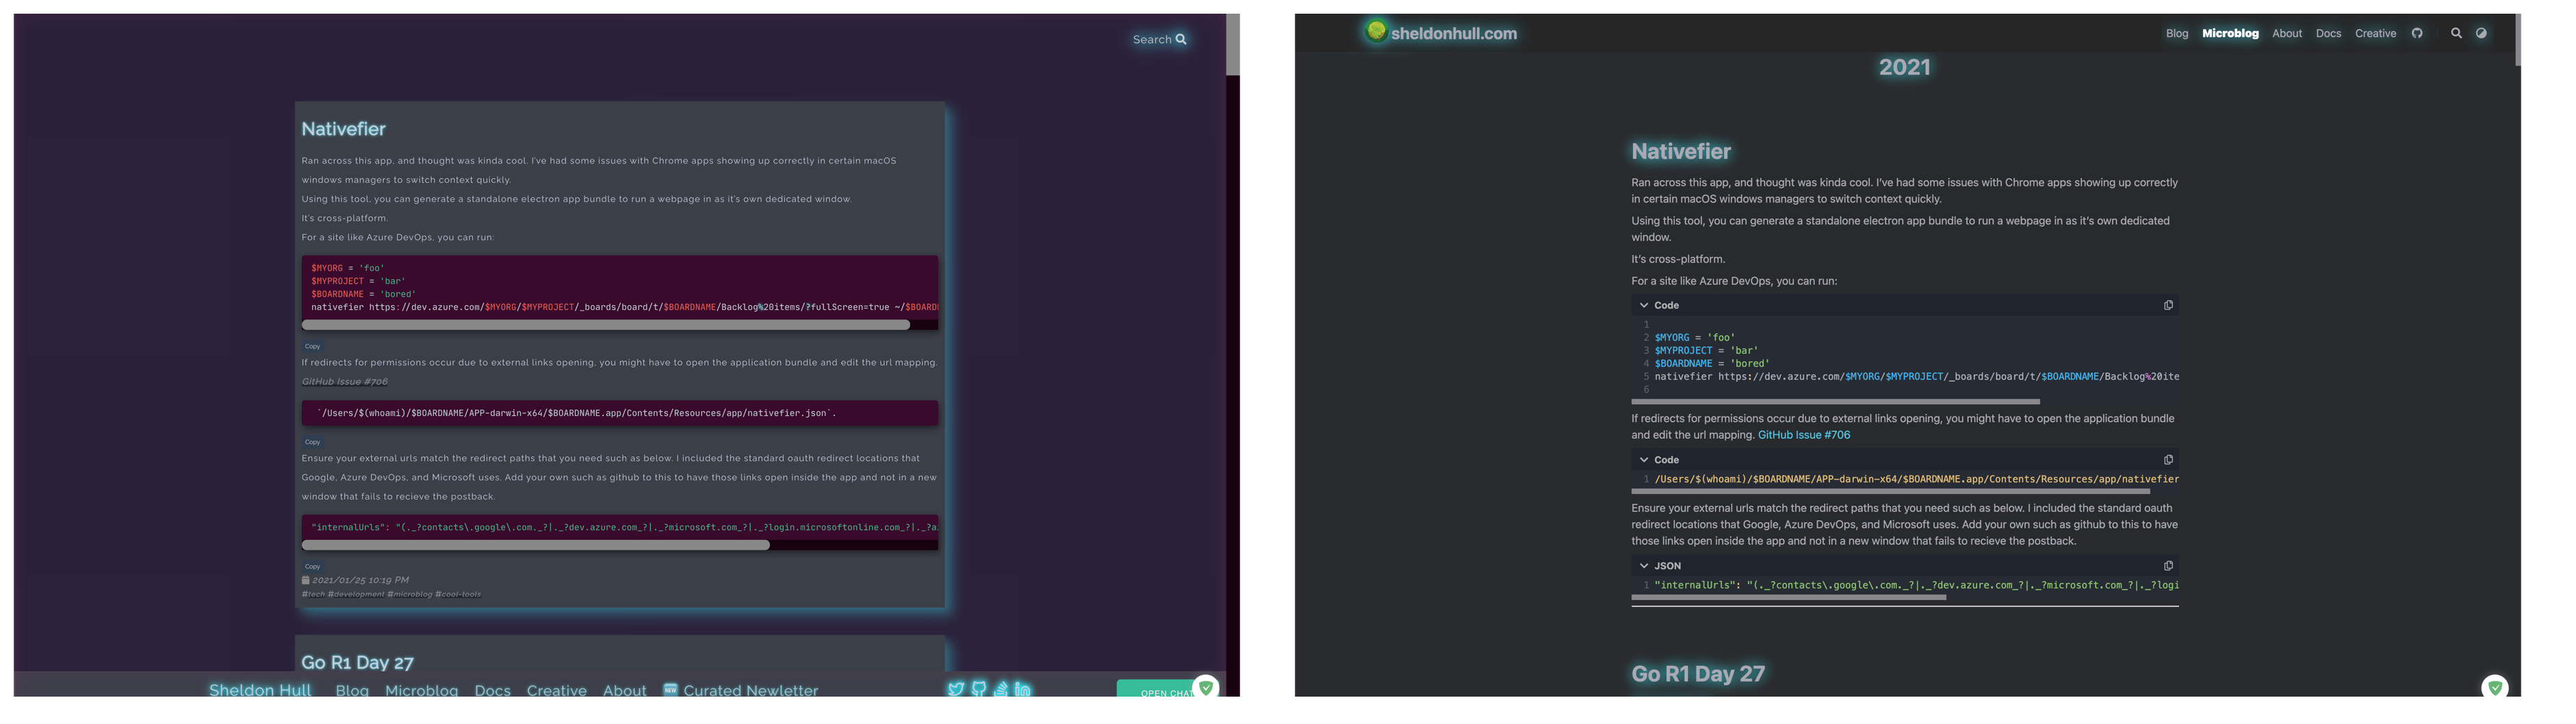 Search
Nativefier
Ran across this app, and thought was kinda cool. I've had some issues with Chrome apps showing up correctly in certain macOS
windows managers to switch context quickly.
Using this tool, you can generate a standalone electron app bundle to run a webpage in as it's own dedicated window.
It's cross-platform.
For a site like Azure DevOps, you can run:
$MYORG = 'foo'
$MYPROJECT = 'bar'
$BOARDNAME = 'bored'
nativefier https://dev.azure.com/$MYORG/$MYPROJECT/_boards/board/t/$BOARDNAME/Backlog%20items/?fullScreen=true ~/$BOARD
Copy
If redirects for permissions occur due to external links opening, you might have to open the application bundle and edit the url mapping.
GitHub Issue #706
`/Users/$(whoami)/$BOARDNAME/APP-darwin-x64/$BOARDNAME.app/Contents/Resources/app/nativefier.json`.
Copy
Ensure your external urls match the redirect paths that you need such as below. I included the standard oauth redirect locations that
Google, Azure DevOps, and Microsoft uses. Add your own such as github to this to have those links open inside the app and not in a new
window that fails to recieve the postback.
"internalUrls": "(._?contacts\.google\.com._?|._?dev.azure.com_?|._?microsoft.com_?|._?login.microsoftonline.com_?|._?a
Copy
2021/01/25 10:19 PM
#tech #development #microblog #cool-tools
Go R1 Day 27
Sheldon Hull Blog Microblog Docs Creative About NEW Curated Newletter
OPEN CHAT
sheldonhull.com Blog Microblog About Docs Creative
2021
Nativefier
Ran across this app, and thought was kinda cool. I've had some issues with Chrome apps showing up correctly
in certain macOS windows managers to switch context quickly.
Using this tool, you can generate a standalone electron app bundle to run a webpage in as it's own dedicated
window.
It's cross-platform.
For a site like Azure DevOps, you can run:
Code
1
2 $MYORG = 'foo'
3 $MYPROJECT = 'bar'
4 $BOARDNAME = 'bored'
5 nativefier https://dev.azure.com/$MYORG/$MYPROJECT/_boards/board/t/$BOARDNAME/Backlog%20ite
6
If redirects for permissions occur due to external links opening, you might have to open the application bundle
and edit the url mapping. GitHub Issue #706
Code
1 /Users/$(whoami)/$BOARDNAME/APP-darwin-x64/$BOARDNAME.app/Contents/Resources/app/nativefier
Ensure your external urls match the redirect paths that you need such as below. I included the standard oauth
redirect locations that Google, Azure DevOps, and Microsoft uses. Add your own such as github to this to have
those links open inside the app and not in a new window that fails to recieve the postback.
JSON
1 "internalUrls": "(._?contacts\.google\.com._?|._?dev.azure.com_?|._?microsoft.com_?|._?logi
Go R1 Day 27